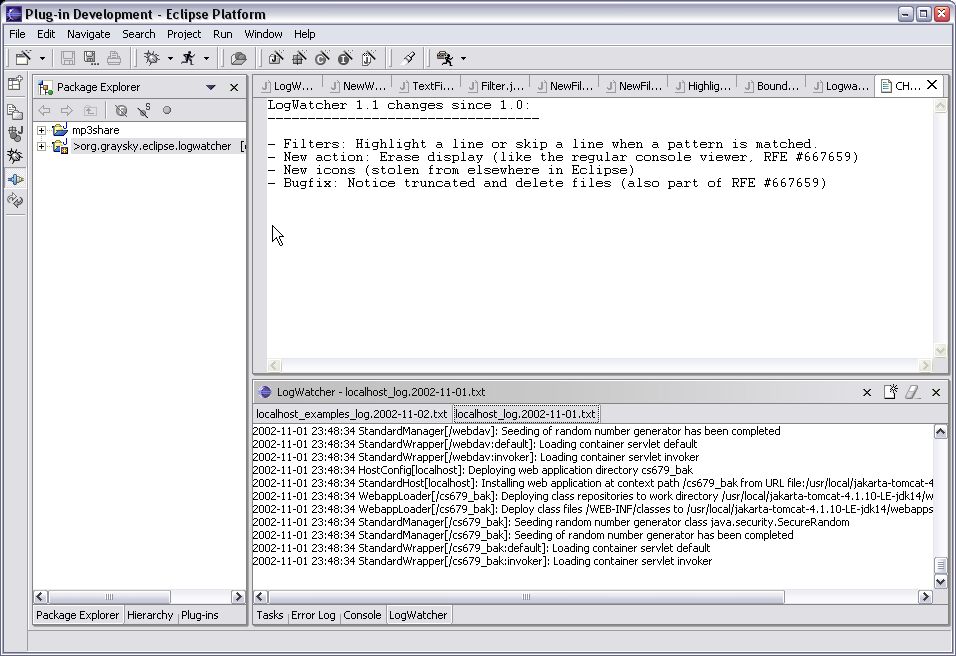 Plug-in Development - Eclipse Platform
File Edit Navigate Search Project Run Window Help
Package Explorer
mp3share
>org.graysky.eclipse.logwatcher [
Package Explorer Hierarchy Plug-ins
LogW... NewW... TextFi... Filter.j... NewFil... NewFil... Highlig... Bound... Logwa... CH...
LogWatcher 1.1 changes since 1.0:
----------------------------------
- Filters: Highlight a line or skip a line when a pattern is matched.
- New action: Erase display (like the regular console viewer, RFE #667659)
- New icons (stolen from elsewhere in Eclipse)
- Bugfix: Notice truncated and delete files (also part of RFE #667659)
LogWatcher - localhost_log.2002-11-01.txt
localhost_examples_log.2002-11-02.txt localhost_log.2002-11-01.txt
2002-11-01 23:48:34 StandardManager[/webdav]: Seeding of random number generator has been completed
2002-11-01 23:48:34 StandardWrapper[/webdav:default]: Loading container servlet default
2002-11-01 23:48:34 StandardWrapper[/webdav:invoker]: Loading container servlet invoker
2002-11-01 23:48:34 HostConfig[localhost]: Deploying web application directory cs679_bak
2002-11-01 23:48:34 StandardHost[localhost]: Installing web application at context path /cs679_bak from URL file:/usr/local/jakarta-tomcat-4
2002-11-01 23:48:34 WebappLoader[/cs679_bak]: Deploying class repositories to work directory /usr/local/jakarta-tomcat-4.1.10-LE-jdk14/w
2002-11-01 23:48:34 WebappLoader[/cs679_bak]: Deploy class files /WEB-INF/classes to /usr/local/jakarta-tomcat-4.1.10-LE-jdk14/webapps
2002-11-01 23:48:34 StandardManager[/cs679_bak]: Seeding random number generator class java.security.SecureRandom
2002-11-01 23:48:34 StandardManager[/cs679_bak]: Seeding of random number generator has been completed
2002-11-01 23:48:34 StandardWrapper[/cs679_bak:default]: Loading container servlet default
2002-11-01 23:48:34 StandardWrapper[/cs679_bak:invoker]: Loading container servlet invoker
Tasks Error Log Console LogWatcher